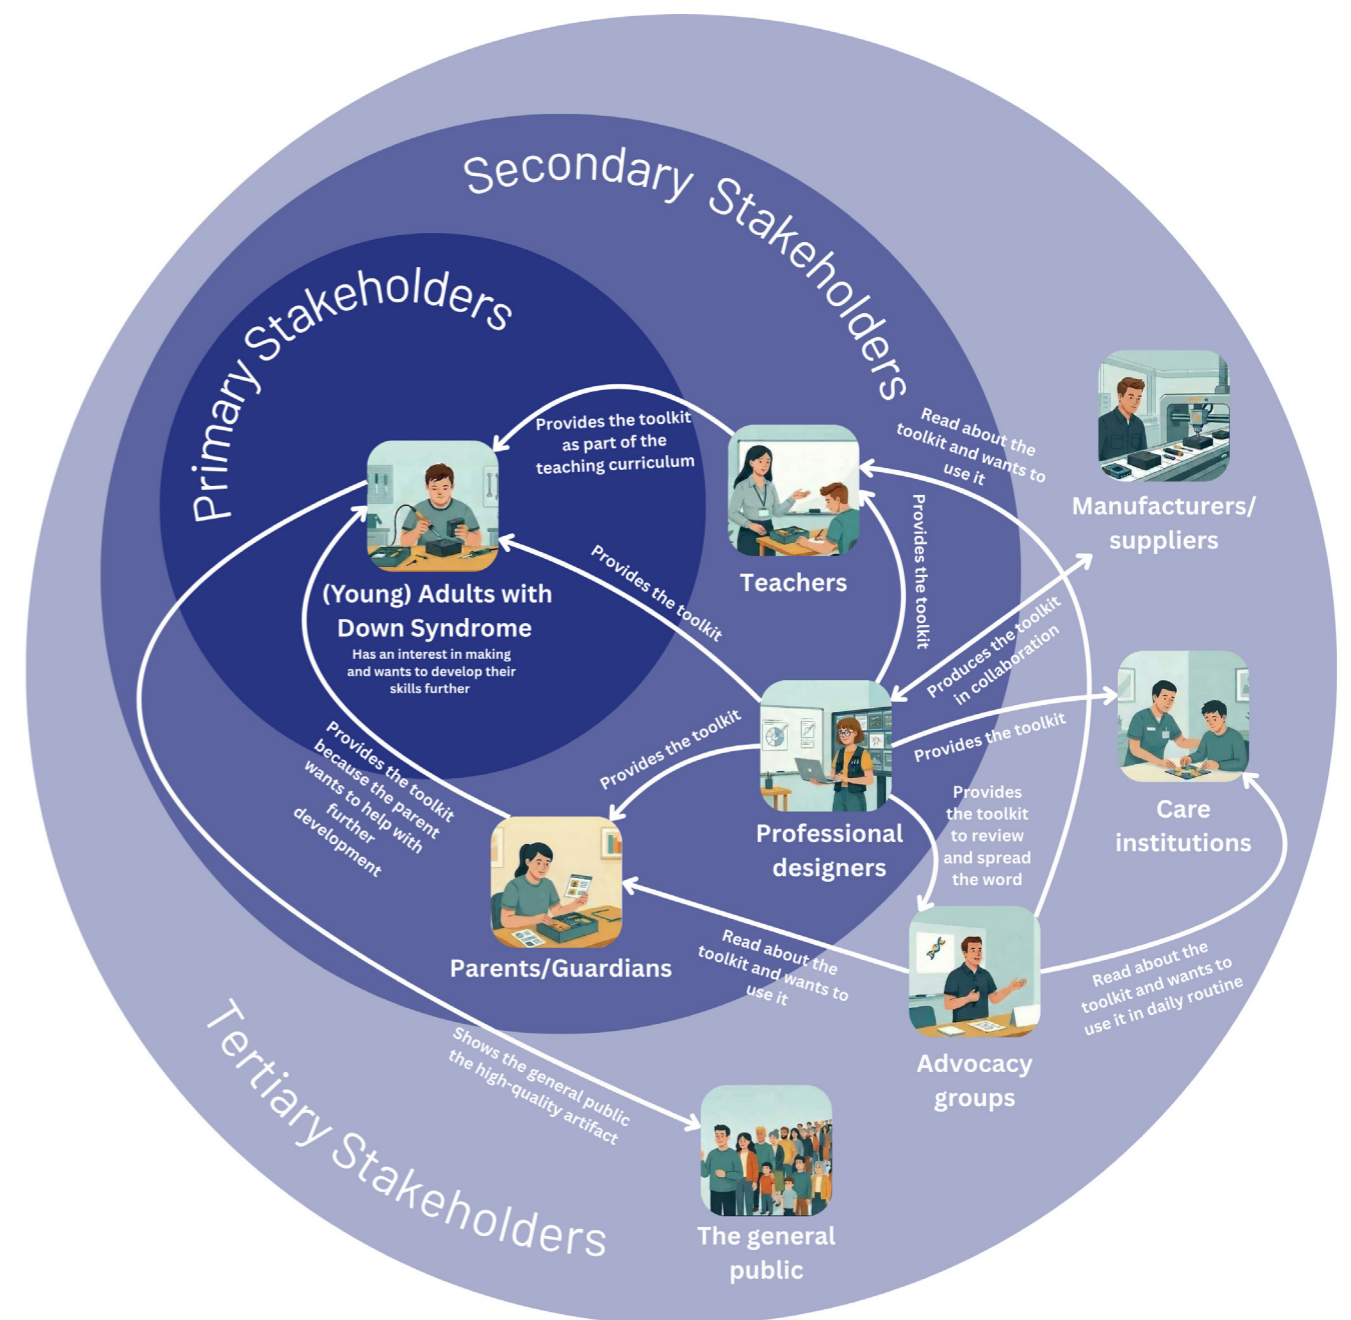 Secondary Stakeholders
Primary Stakeholders
Provides the toolkit
as part of the
teaching curriculum
Read about the
toolkit and wants to
use it
Manufacturers/
suppliers
Teachers
Provides the toolkit
(Young) Adults with
Down Syndrome
Has an interest in making
and wants to develop their
skills further
Provides the toolkit
Produces the toolkit
in collaboration
Provides the toolkit
because the parent
wants to help with
further
development
Provides the toolkit
Provides the toolkit
Professional
designers
Provides
the toolkit
to review
and spread
the word
Care
institutions
Parents/Guardians
Read about the
toolkit and wants to
use it
Read about the
toolkit and wants to
use it in daily routine
Advocacy
groups
Shows the general public
the high-quality artifact
Tertiary Stakeholders
The general
public